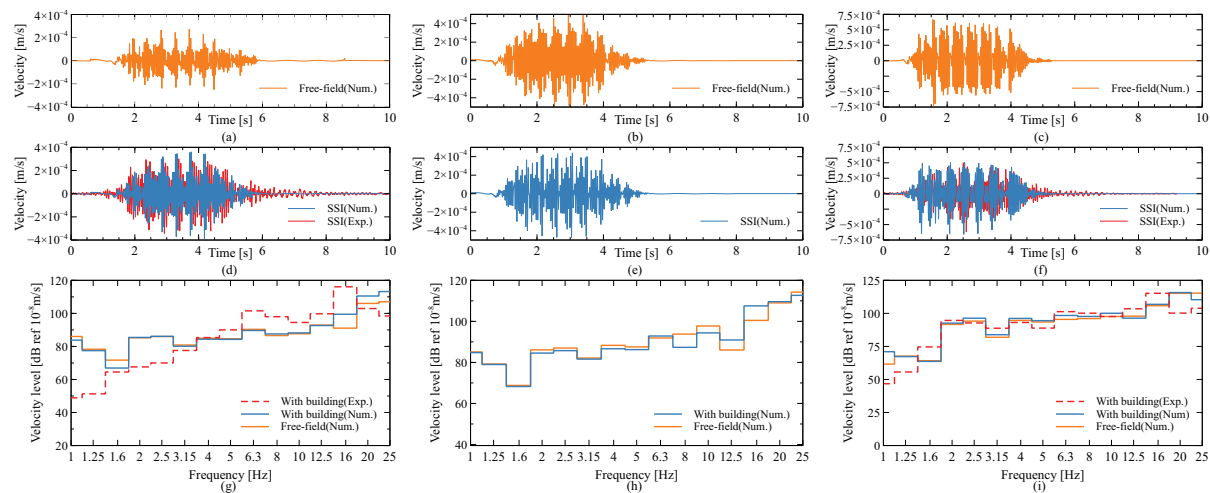 4×10⁻⁴
2×10⁻⁴
0
−2×10⁻⁴
−4×10⁻⁴
Velocity [m/s]
Free-field(Num.)
0 2 4 6 8 10
Time [s]
(a)
4×10⁻⁴
2×10⁻⁴
0
−2×10⁻⁴
−4×10⁻⁴
Velocity [m/s]
Free-field(Num.)
0 2 4 6 8 10
Time [s]
(b)
7.5×10⁻⁴
5×10⁻⁴
2.5×10⁻⁴
0
−2.5×10⁻⁴
−5×10⁻⁴
−7.5×10⁻⁴
Velocity [m/s]
Free-field(Num.)
0 2 4 6 8 10
Time [s]
(c)
4×10⁻⁴
2×10⁻⁴
0
−2×10⁻⁴
−4×10⁻⁴
Velocity [m/s]
SSI(Num.)
SSI(Exp.)
0 2 4 6 8 10
Time [s]
(d)
4×10⁻⁴
2×10⁻⁴
0
−2×10⁻⁴
−4×10⁻⁴
Velocity [m/s]
SSI(Num.)
0 2 4 6 8 10
Time [s]
(e)
7.5×10⁻⁴
5×10⁻⁴
2.5×10⁻⁴
0
−2.5×10⁻⁴
−5×10⁻⁴
−7.5×10⁻⁴
Velocity [m/s]
SSI(Num.)
SSI(Exp.)
0 2 4 6 8 10
Time [s]
(f)
120
100
80
60
40
20
Velocity level [dB ref 10⁻⁸m/s]
With building(Exp.)
With building(Num.)
Free-field(Num.)
1 1.25 1.6 2 2.5 3.15 4 5 6.3 8 10 12.5 16 20 25
Frequency [Hz]
(g)
120
100
80
60
40
Velocity level [dB ref 10⁻⁸m/s]
With building(Num.)
Free-field(Num.)
1 1.25 1.6 2 2.5 3.15 4 5 6.3 8 10 12.5 16 20 25
Frequency [Hz]
(h)
125
100
75
50
25
0
Velocity level [dB ref 10⁻⁸m/s]
With building(Exp.)
With building(Num)
Free-field(Num.)
1 1.25 1.6 2 2.5 3.15 4 5 6.3 8 10 12.5 16 20 25
Frequency [Hz]
(i)